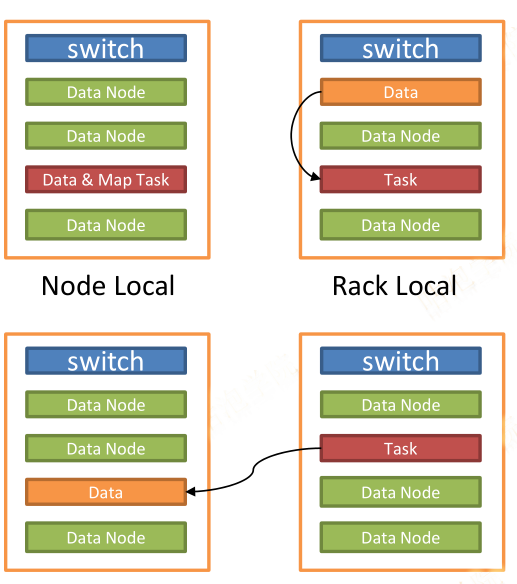 switch
Data Node
Data Node
Data & Map Task
Data Node
Node Local
switch
Data
Data Node
Task
Data Node
Rack Local
switch
Data Node
Data Node
Data
Data Node
switch
Data Node
Task
Data Node
Data Node